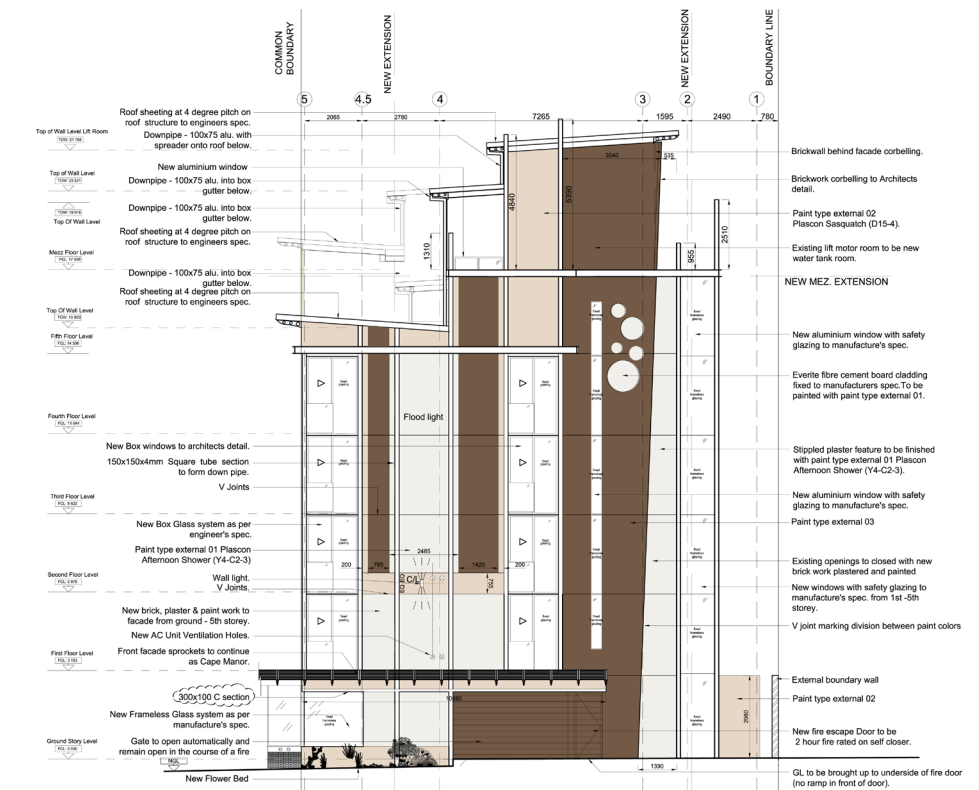 COMMON
BOUNDARY
NEW EXTENSION
NEW EXTENSION
BOUNDARY LINE
5
4.5
4
3
2
1
2065
2780
7265
1595
2490
780
Roof sheeting at 4 degree pitch on
roof structure to engineers spec.
Downpipe - 100x75 alu. with
spreader onto roof below.
New aluminium window
Downpipe - 100x75 alu. into box
gutter below.
Downpipe - 100x75 alu. into box
gutter below.
Roof sheeting at 4 degree pitch on
roof structure to engineers spec.
Downpipe - 100x75 alu. into box
gutter below.
Roof sheeting at 4 degree pitch on
roof structure to engineers spec.
New Box windows to architects detail.
150x150x4mm Square tube section
to form down pipe.
V Joints
New Box Glass system as per
engineer's spec.
Paint type external 01 Plascon
Afternoon Shower (Y4-C2-3)
Wall light.
V Joints.
New brick, plaster & paint work to
facade from ground - 5th storey.
New AC Unit Ventilation Holes.
Front facade sprockets to continue
as Cape Manor.
300x100 C section
New Frameless Glass system as per
manufacture's spec.
Gate to open automatically and
remain open in the course of a fire
New Flower Bed
Top of Wall Level Lift Room
Top of Wall Level
Top Of Wall Level
Mezz Floor Level
Top Of Wall Level
Fifth Floor Level
Fourth Floor Level
Third Floor Level
Second Floor Level
First Floor Level
Ground Story Level
NGL
3540
535
4840
5390
1310
955
2510
Flood light
2485
200
765
1420
200
755
EQ EQ
C/L
10890
2980
1390
Brickwall behind facade corbelling.
Brickwork corbelling to Architects
detail.
Paint type external 02
Plascon Sasquatch (D15-4).
Existing lift motor room to be new
water tank room.
NEW MEZ. EXTENSION
New aluminium window with safety
glazing to manufacture's spec.
Everite fibre cement board cladding
fixed to manufacturers spec.To be
painted with paint type external 01.
Stippled plaster feature to be finished
with paint type external 01 Plascon
Afternoon Shower (Y4-C2-3).
New aluminium window with safety
glazing to manufacture's spec.
Paint type external 03
Existing openings to closed with new
brick work plastered and painted
New windows with safety glazing to
manufacture's spec. from 1st -5th
storey.
V joint marking division between paint colors
External boundary wall
Paint type external 02
New fire escape Door to be
2 hour fire rated on self closer.
GL to be brought up to underside of fire door
(no ramp in front of door).